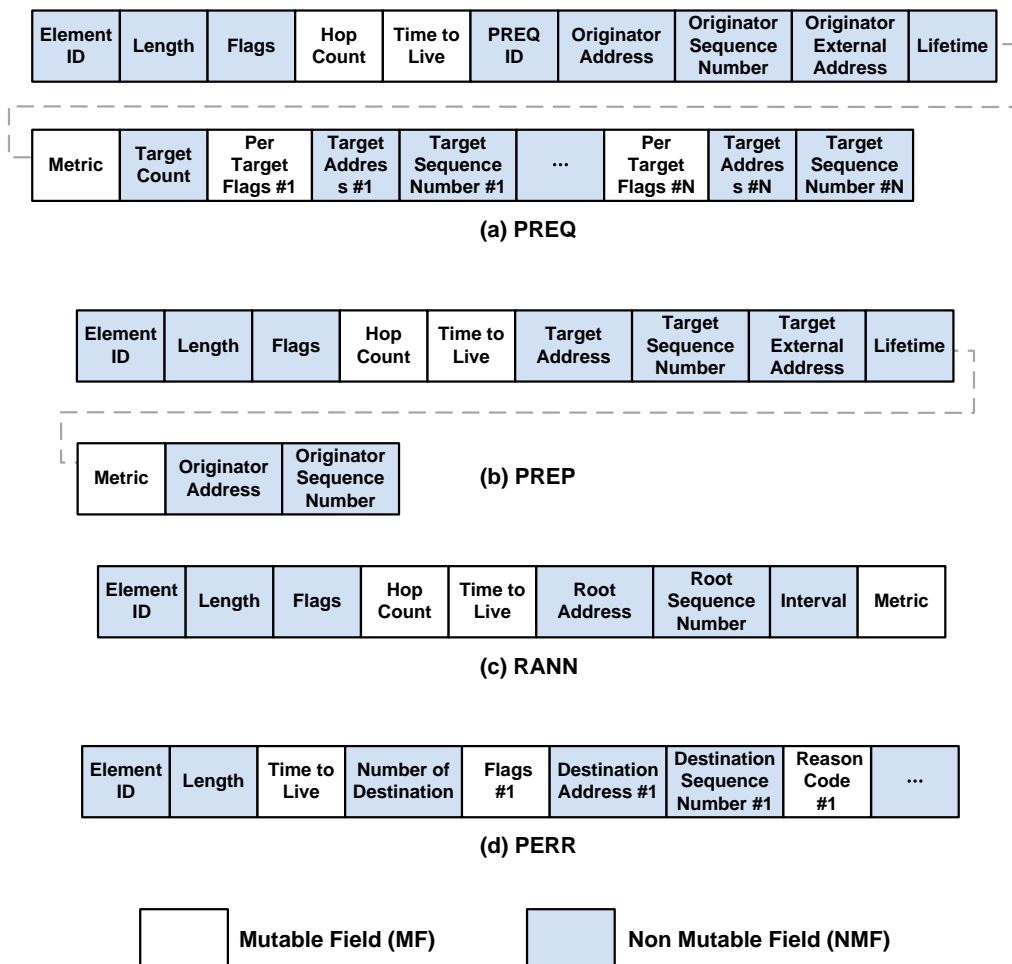 Element ID
Length
Flags
Hop Count
Time to Live
PREQ ID
Originator Address
Originator Sequence Number
Originator External Address
Lifetime
Metric
Target Count
Per Target Flags #1
Target Addres s #1
Target Sequence Number #1
...
Per Target Flags #N
Target Addres s #N
Target Sequence Number #N
(a) PREQ
Element ID
Length
Flags
Hop Count
Time to Live
Target Address
Target Sequence Number
Target External Address
Lifetime
Metric
Originator Address
Originator Sequence Number
(b) PREP
Element ID
Length
Flags
Hop Count
Time to Live
Root Address
Root Sequence Number
Interval
Metric
(c) RANN
Element ID
Length
Time to Live
Number of Destination
Flags #1
Destination Address #1
Destination Sequence Number #1
Reason Code #1
...
(d) PERR
Mutable Field (MF)
Non Mutable Field (NMF)